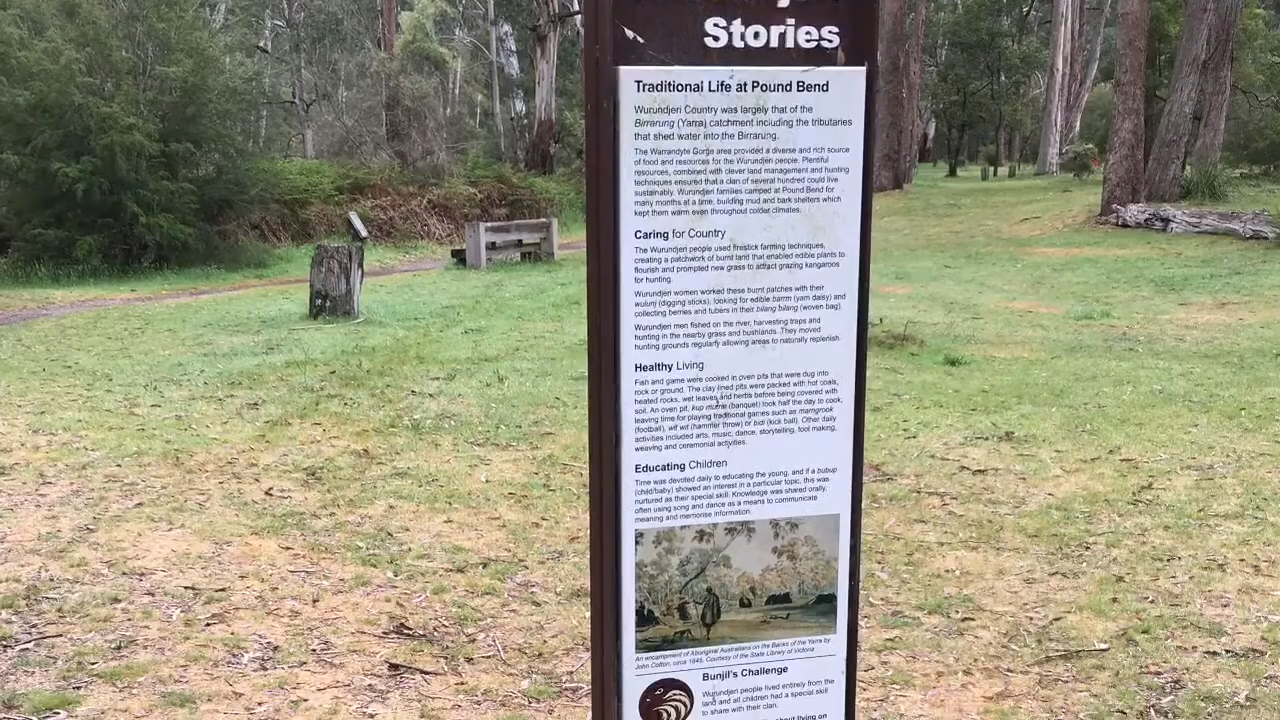 Stories
Traditional Life at Pound Bend
Wurundjeri Country was largely that of the
Birrarung (Yarra) catchment including the tributaries
that shed water into the Birrarung.
The Warrandyte Gorge area provided a diverse and rich source
of food and resources for the Wurundjeri people. Plentiful
resources, combined with clever land management and hunting
techniques ensured that a clan of several hundred could live
sustainably. Wurundjeri families camped at Pound Bend for
many months at a time, building mud and bark shelters which
kept them warm even throughout colder climates.
Caring for Country
The Wurundjeri people used firestick farming techniques,
creating a patchwork of burnt land that enabled edible plants to
flourish and prompted new grass to attract grazing kangaroos
for hunting.
Wurundjeri women worked these burnt patches with their
wulunj (digging sticks), looking for edible barrm (yam daisy) and
collecting berries and tubers in their bilang bilang (woven bag)
Wurundjeri men fished on the river, harvesting traps and
hunting in the nearby grass and bushlands. They moved
hunting grounds regularly allowing areas to naturally replenish.
Healthy Living
Fish and game were cooked in oven pits that were dug into
rock or ground. The clay lined pits were packed with hot coals,
heated rocks, wet leaves and herbs before being covered with
soil. An oven pit, kup (banquet) took half the day to cook,
leaving time for playing traditional games such as marngrook
(football), wit wit (hammer throw) or (kick ball). Other daily
activities included arts, music, dance, storytelling, tool making,
weaving and ceremonial activities.
Educating Children
Time was devoted daily to educating the young, and if a bubup
(child/baby) showed an interest in a particular topic, this was
nurtured as their special skill. Knowledge was shared orally,
often using song and dance as a means to communicate
meaning and memorise information.
An encampment of Aboriginal Australians on the Banks of the Yarra by
John Cotton, circa 1845. Courtesy of the State Library of Victoria
Bunjil's Challenge
Wurundjeri people lived entirely from the
land and all children had a special skill
to share with their clan.
about living on